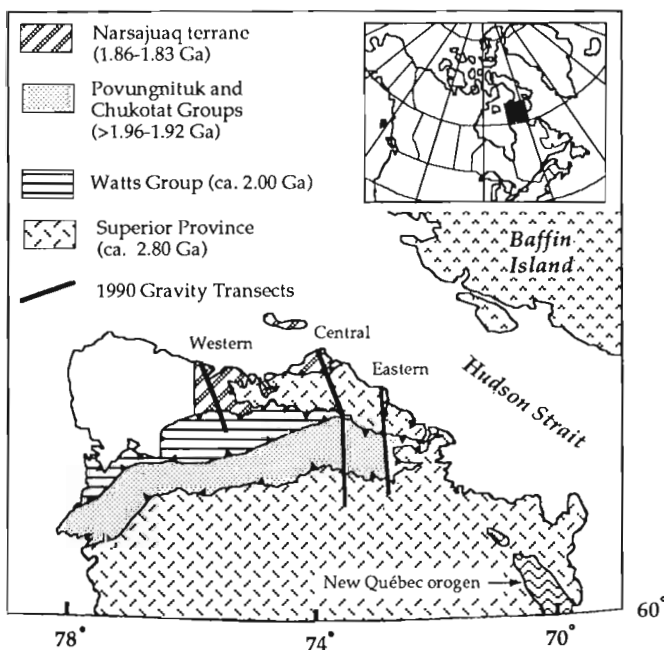 Narsajuaq terrane
(1.86-1.83 Ga)
Povungnituk and
Chukotat Groups
(>1.96-1.92 Ga)
Watts Group (ca. 2.00 Ga)
Superior Province
(ca. 2.80 Ga)
1990 Gravity Transects
Baffin
Island
Western
Central
Eastern
Hudson Strait
New Québec orogen
60°
78°
74°
70°